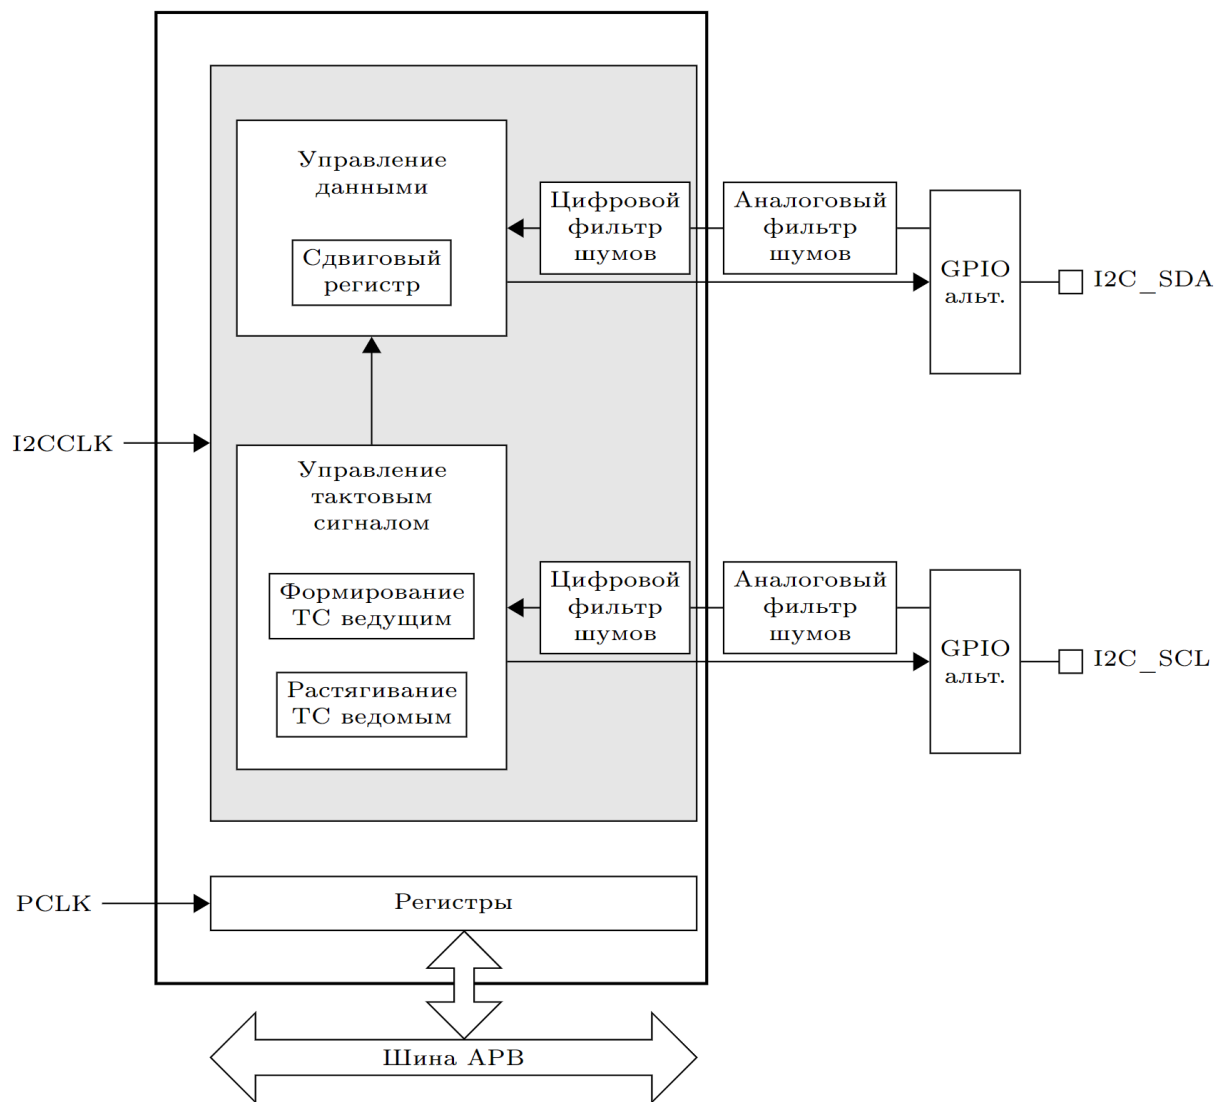 Управление
данными
Сдвиговый
регистр
Цифровой
фильтр
шумов
Аналоговый
фильтр
шумов
GPIO
альт.
I2C_SDA
I2CCLK
Управление
тактовым
сигналом
Формирование
ТС ведущим
Растягивание
ТС ведомым
Цифровой
фильтр
шумов
Аналоговый
фильтр
шумов
GPIO
альт.
I2C_SCL
PCLK
Регистры
Шина APB